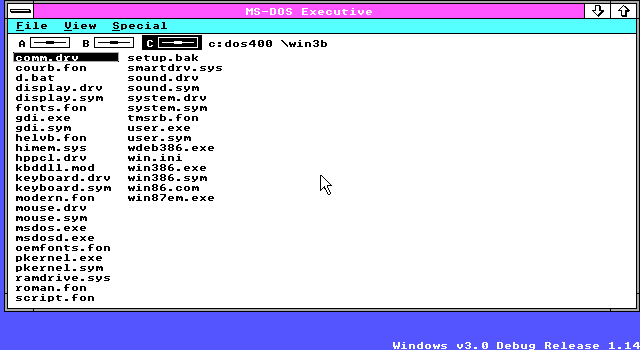 MS-DOS Executive
File View Special
A B C c:dos400 \win3b
comm.drv setup.bak
courb.fon smartdrv.sys
d.bat sound.drv
display.drv sound.sym
display.sym system.drv
fonts.fon system.sym
gdi.exe tmsrb.fon
gdi.sym user.exe
helvb.fon user.sym
himem.sys wdeb386.exe
hppcl.drv win.ini
kbddll.mod win386.exe
keyboard.drv win386.sym
keyboard.sym win86.com
modern.fon win87em.exe
mouse.drv
mouse.sym
msdos.exe
msdosd.exe
oemfonts.fon
pkernel.exe
pkernel.sym
ramdrive.sys
roman.fon
script.fon
Windows v3.0 Debug Release 1.14